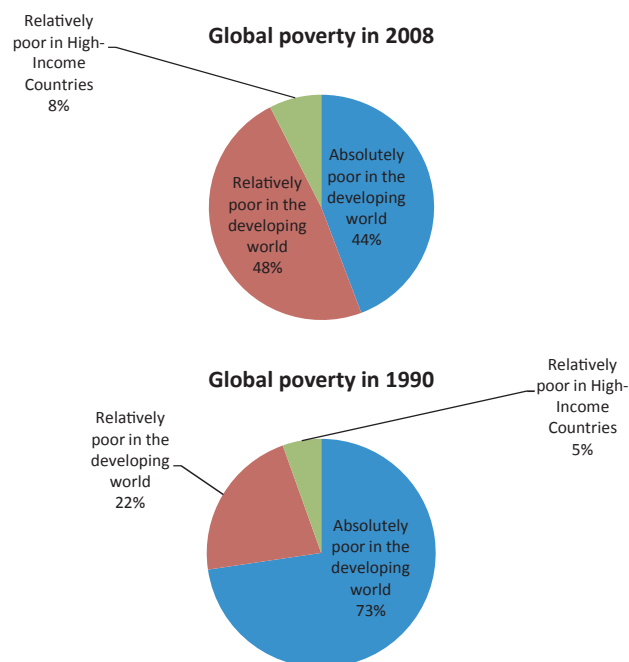 Relatively
poor in High-
Income
Countries
8%
Global poverty in 2008
Absolutely
poor in the
developing
world
44%
Relatively
poor in the
developing
world
48%
Global poverty in 1990
Relatively
poor in High-
Income
Countries
5%
Relatively
poor in the
developing
world
22%
Absolutely
poor in the
developing
world
73%